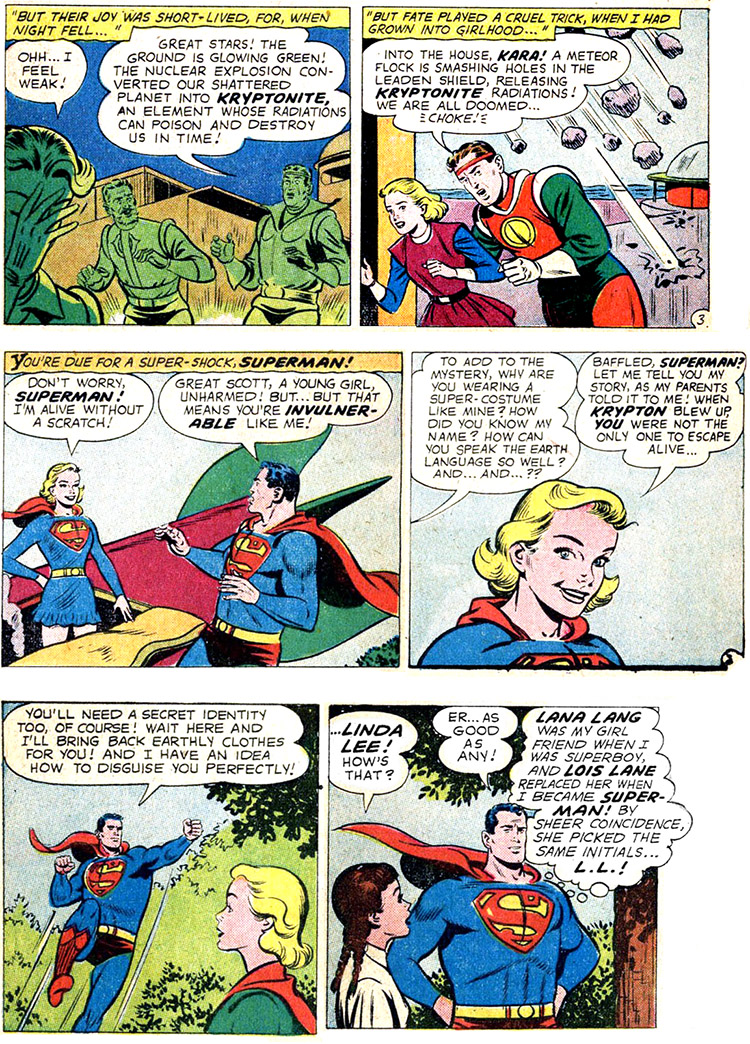 "BUT THEIR JOY WAS SHORT-LIVED, FOR, WHEN
NIGHT FELL..."
OHH... I
FEEL
WEAK!
GREAT STARS! THE
GROUND IS GLOWING GREEN!
THE NUCLEAR EXPLOSION CON-
VERTED OUR SHATTERED
PLANET INTO KRYPTONITE,
AN ELEMENT WHOSE RADIATIONS
CAN POISON AND DESTROY
US IN TIME!
"BUT FATE PLAYED A CRUEL TRICK, WHEN I HAD
GROWN INTO GIRLHOOD..."
INTO THE HOUSE, KARA! A METEOR
FLOCK IS SMASHING HOLES IN THE
LEADEN SHIELD, RELEASING
KRYPTONITE RADIATIONS!
WE ARE ALL DOOMED...
CHOKE!
3
YOU'RE DUE FOR A SUPER-SHOCK, SUPERMAN!
DON'T WORRY,
SUPERMAN!
I'M ALIVE WITHOUT
A SCRATCH!
GREAT SCOTT, A YOUNG GIRL,
UNHARMED! BUT... BUT THAT
MEANS YOU'RE INVULNER-
ABLE LIKE ME!
TO ADD TO THE
MYSTERY, WHY ARE
YOU WEARING A
SUPER-COSTUME
LIKE MINE? HOW
DID YOU KNOW MY
NAME? HOW CAN
YOU SPEAK THE EARTH
LANGUAGE SO WELL?
AND... AND...??
BAFFLED, SUPERMAN?
LET ME TELL YOU MY
STORY, AS MY PARENTS
TOLD IT TO ME! WHEN
KRYPTON BLEW UP,
YOU WERE NOT THE
ONLY ONE TO ESCAPE
ALIVE...
YOU'LL NEED A SECRET IDENTITY
TOO, OF COURSE! WAIT HERE AND
I'LL BRING BACK EARTHLY CLOTHES
FOR YOU! AND I HAVE AN IDEA
HOW TO DISGUISE YOU PERFECTLY!
...LINDA
LEE!
HOW'S
THAT?
ER... AS
GOOD
AS
ANY!
LANA LANG
WAS MY GIRL
FRIEND WHEN I
WAS SUPERBOY,
AND LOIS LANE
REPLACED HER WHEN
I BECAME SUPER-
MAN! BY
SHEER COINCIDENCE,
SHE PICKED THE
SAME INITIALS...
L.L.!